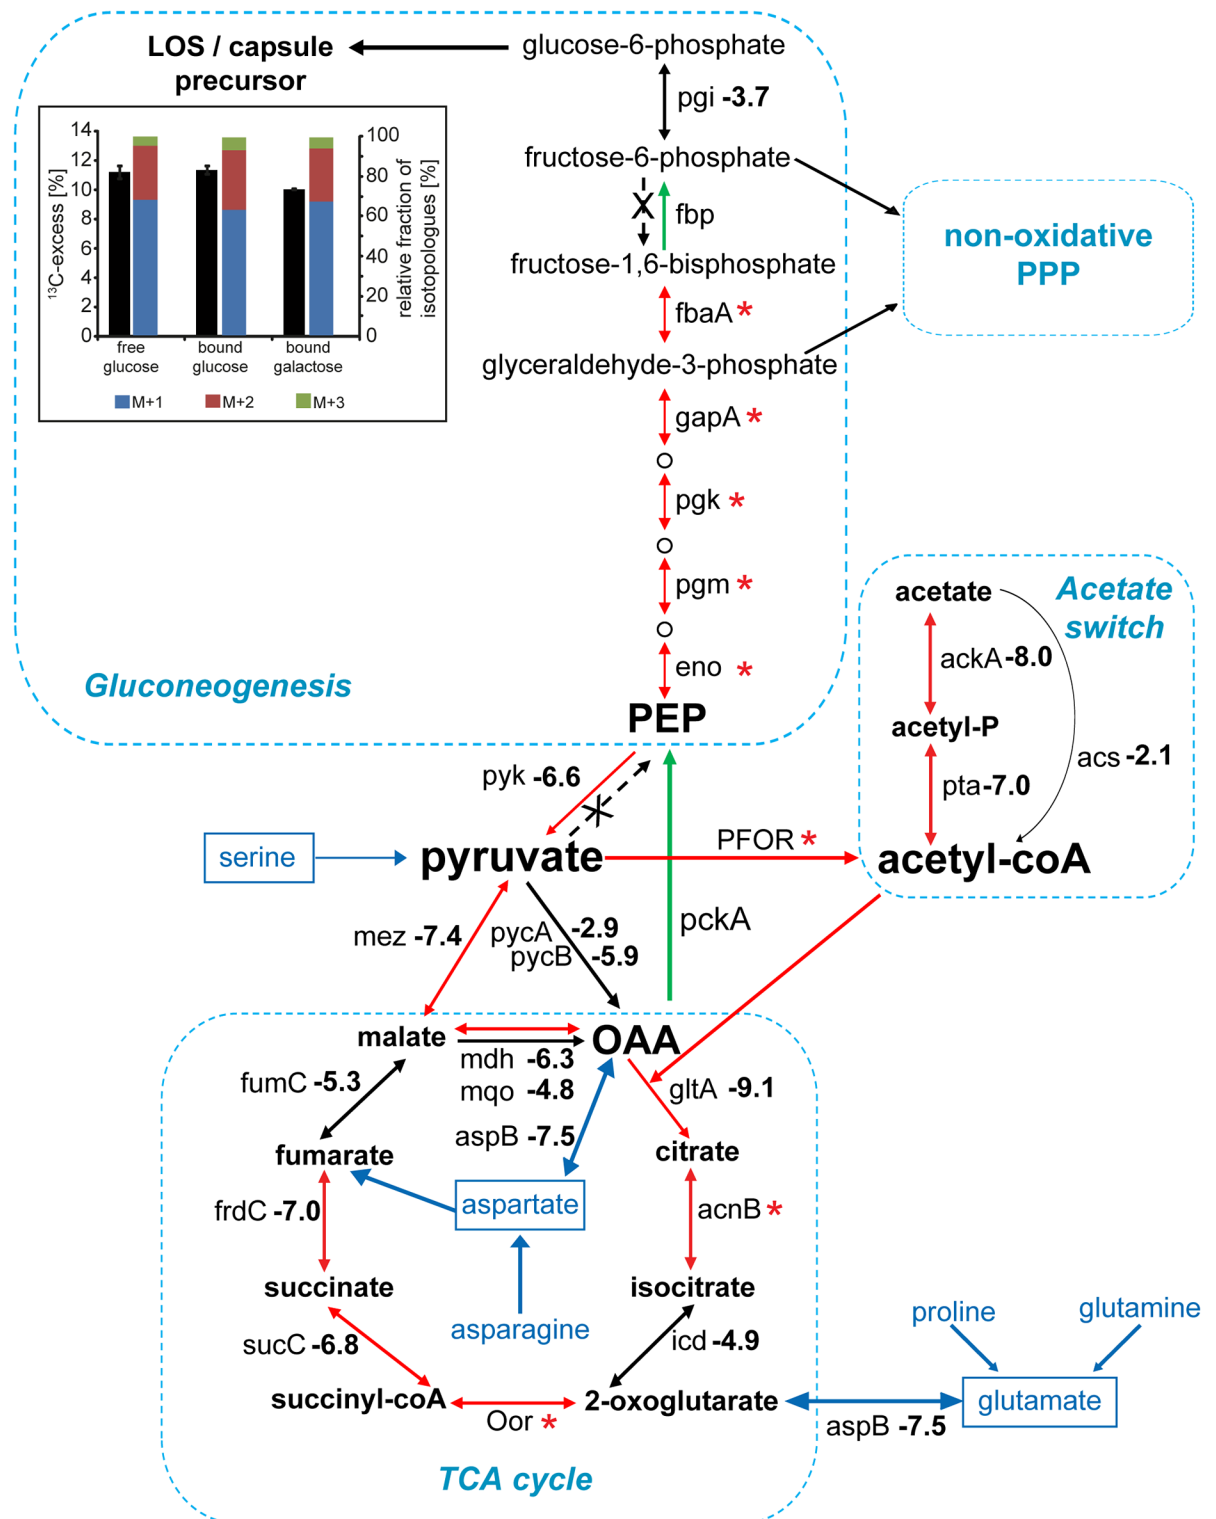 LOS / capsule
precursor
glucose-6-phosphate
pgi -3.7
fructose-6-phosphate
X
fbp
fructose-1,6-bisphosphate
fbaA *
glyceraldehyde-3-phosphate
gapA *
pgk *
pgm *
eno *
PEP
Gluconeogenesis
non-oxidative
PPP
13C-excess [%]
14
12
10
8
6
4
2
0
100
80
60
40
20
0
relative fraction of
isotopologues [%]
free
glucose
bound
glucose
bound
galactose
M+1
M+2
M+3
Acetate
switch
acetate
ackA -8.0
acetyl-P
pta -7.0
acs -2.1
acetyl-coA
pyk -6.6
X
serine
pyruvate
PFOR *
pckA
mez -7.4
pycA -2.9
pycB -5.9
malate
OAA
mdh -6.3
mqo -4.8
fumC -5.3
gltA -9.1
aspB -7.5
fumarate
citrate
frdC -7.0
aspartate
acnB *
succinate
isocitrate
asparagine
sucC -6.8
icd -4.9
proline
glutamine
succinyl-coA
Oor *
2-oxoglutarate
aspB -7.5
glutamate
TCA cycle